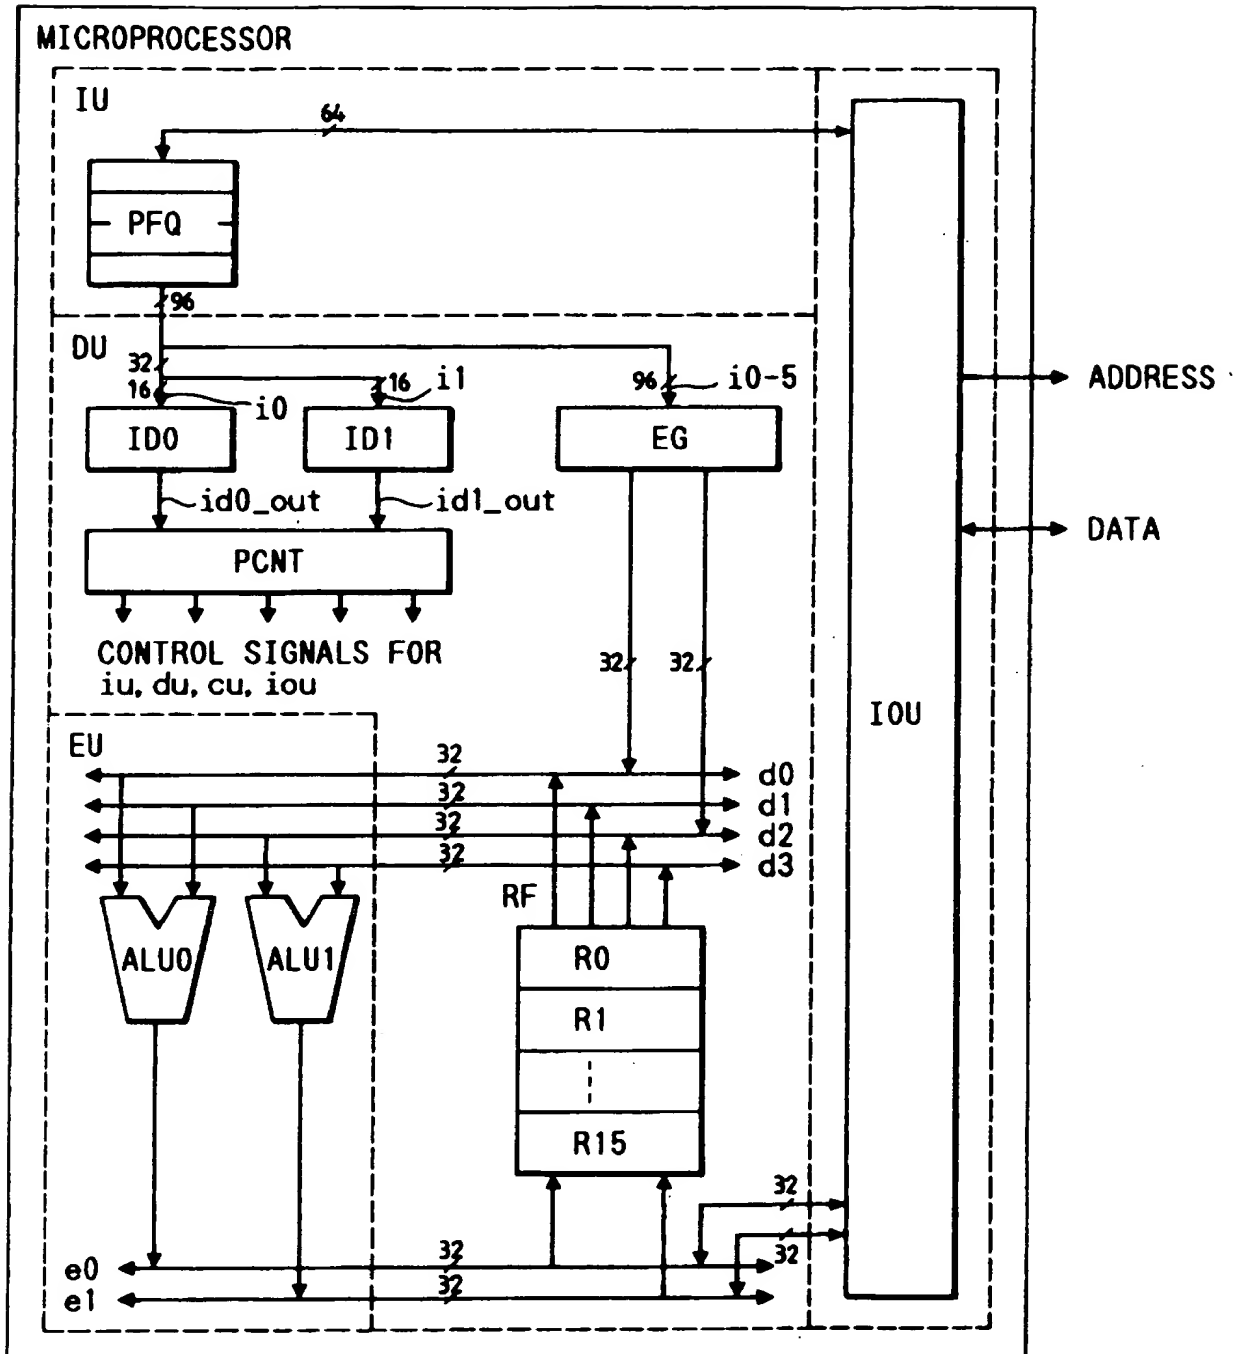 MICROPROCESSOR
IU
64
PFQ
96
DU
32
16
i0
16
i1
96
i0-5
ADDRESS
ID0
ID1
EG
id0_out
id1_out
DATA
PCNT
CONTROL SIGNALS FOR
iu, du, cu, iou
32
32
IOU
EU
32
d0
32
d1
32
d2
32
d3
RF
ALU0
ALU1
R0
R1
R15
32
32
e0
32
e1
32